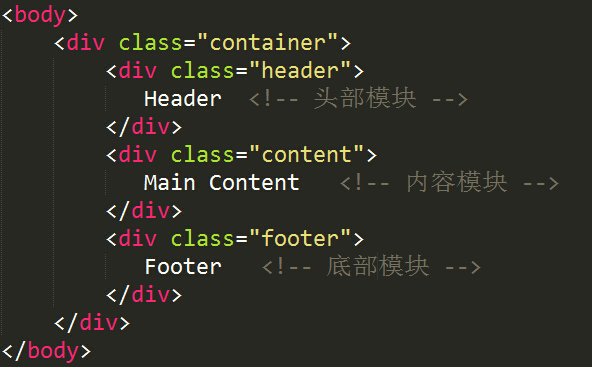 <body>
    <div class="container">
        <div class="header">
           Header  <!-- 头部模块 -->
        </div>
        <div class="content">
           Main Content   <!-- 内容模块 -->
        </div>
        <div class="footer">
           Footer   <!-- 底部模块 -->
        </div>
    </div>
</body>